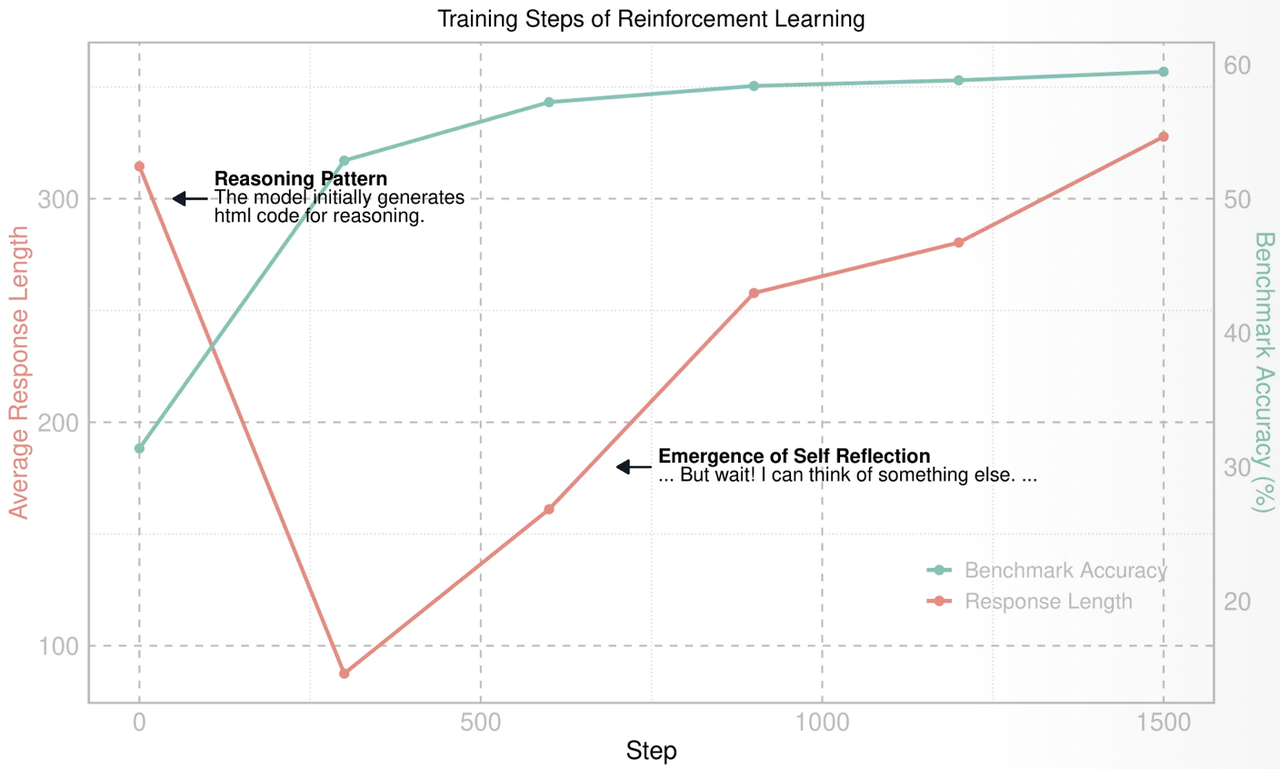 Training Steps of Reinforcement Learning
Average Response Length
300
200
100
60
50
40
30
20
Benchmark Accuracy (%)
Reasoning Pattern
The model initially generates
html code for reasoning.
Emergence of Self Reflection
... But wait! I can think of something else. ...
Benchmark Accuracy
Response Length
0
500
1000
1500
Step